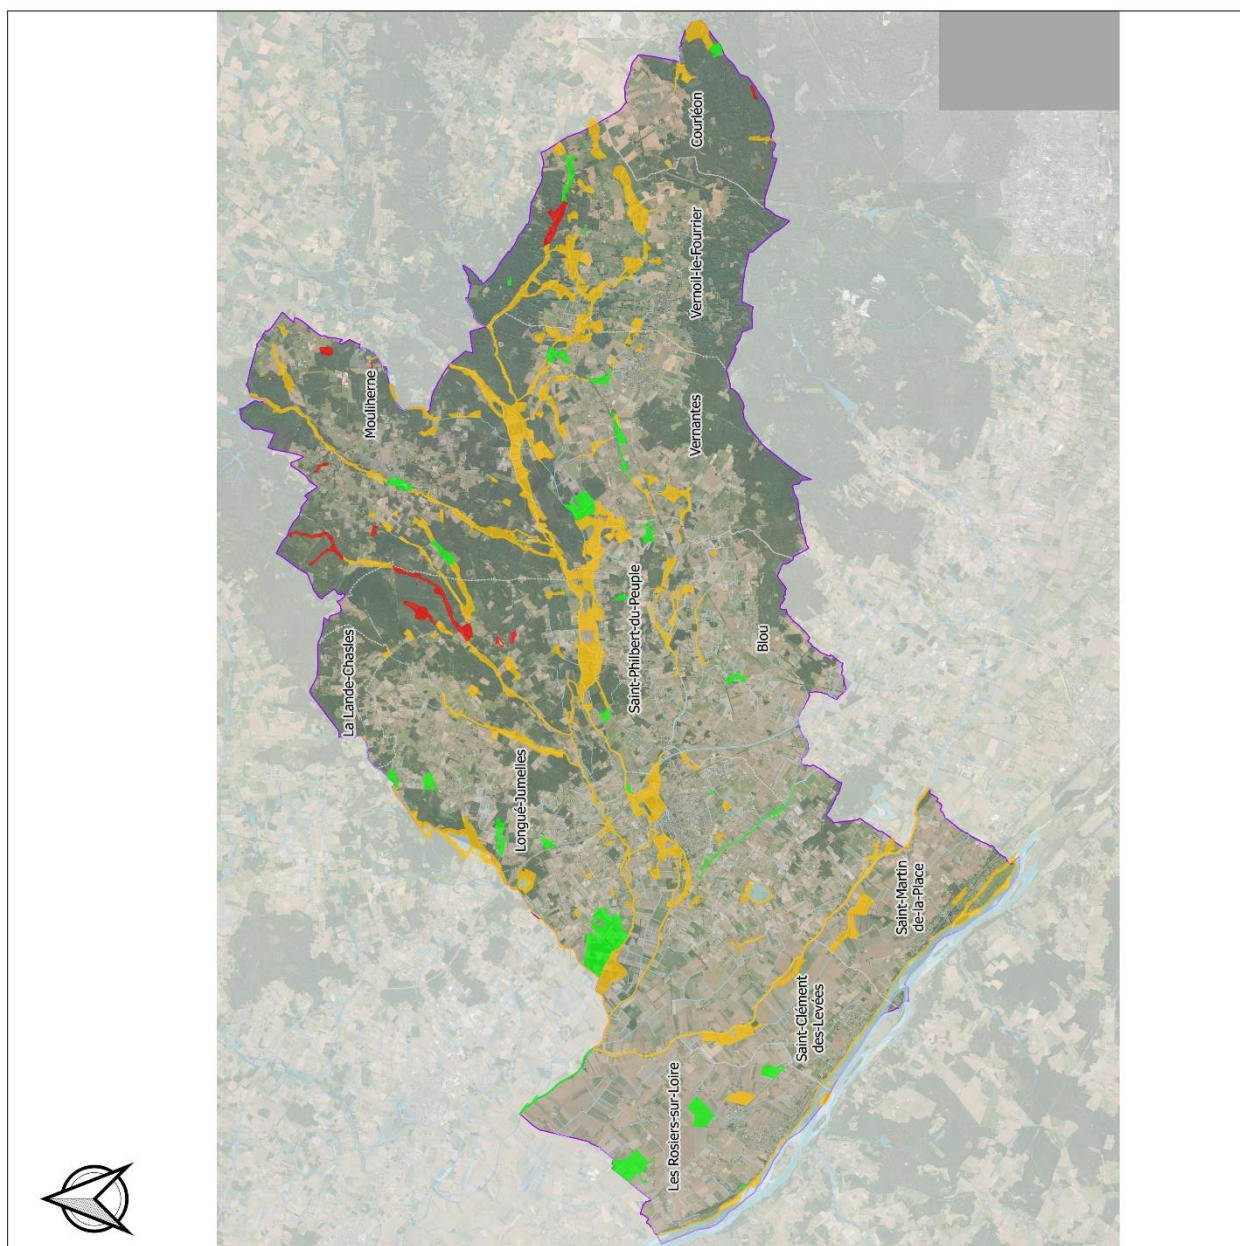 Courléon
Vernoil-le-Fourrier
Mouliherne
Vernantes
La Lande-Chasles
Saint-Philbert-du-Peuple
Blou
Longué-Jumelles
Saint-Martin
de-la-Place
Saint-Clément
des-Levées
Les Rosiers-sur-Loire